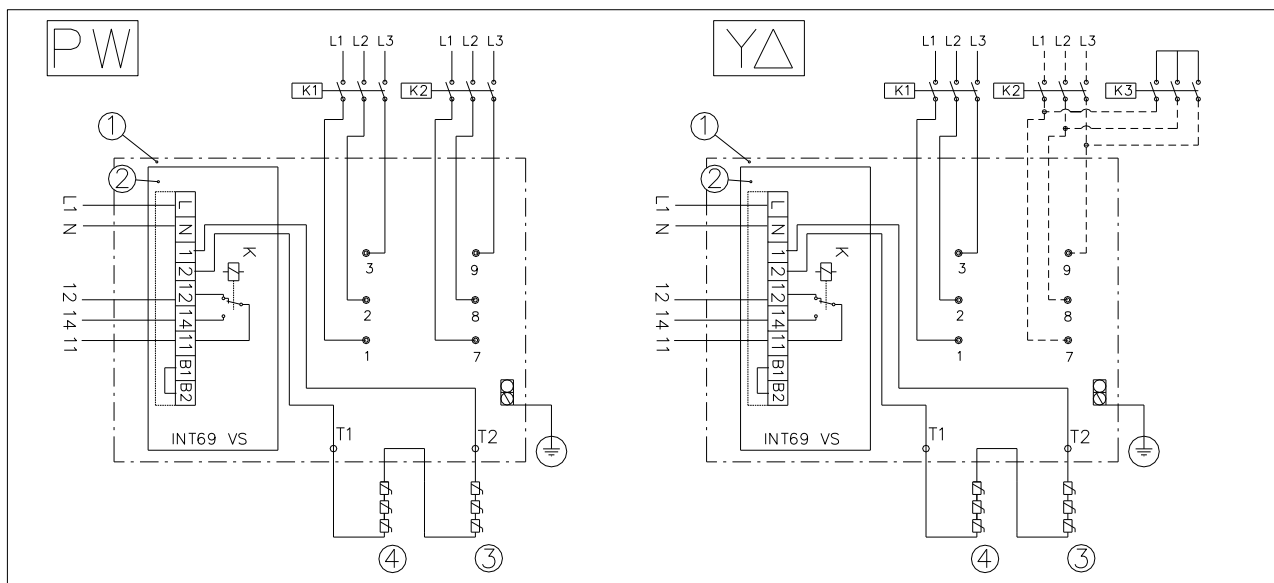 PW
L1 L2 L3 L1 L2 L3
K1 K2
1
2
L1 L
N N
1
2
K
12 12
14 14
11 11
B1
B2
3 9
2 8
1 7
INT69 VS
T1 T2
4 3
YΔ
L1 L2 L3 L1 L2 L3
K1 K2 K3
1
2
L1 L
N N
1
2
K
12 12
14 14
11 11
B1
B2
3 9
2 8
1 7
INT69 VS
T1 T2
4 3